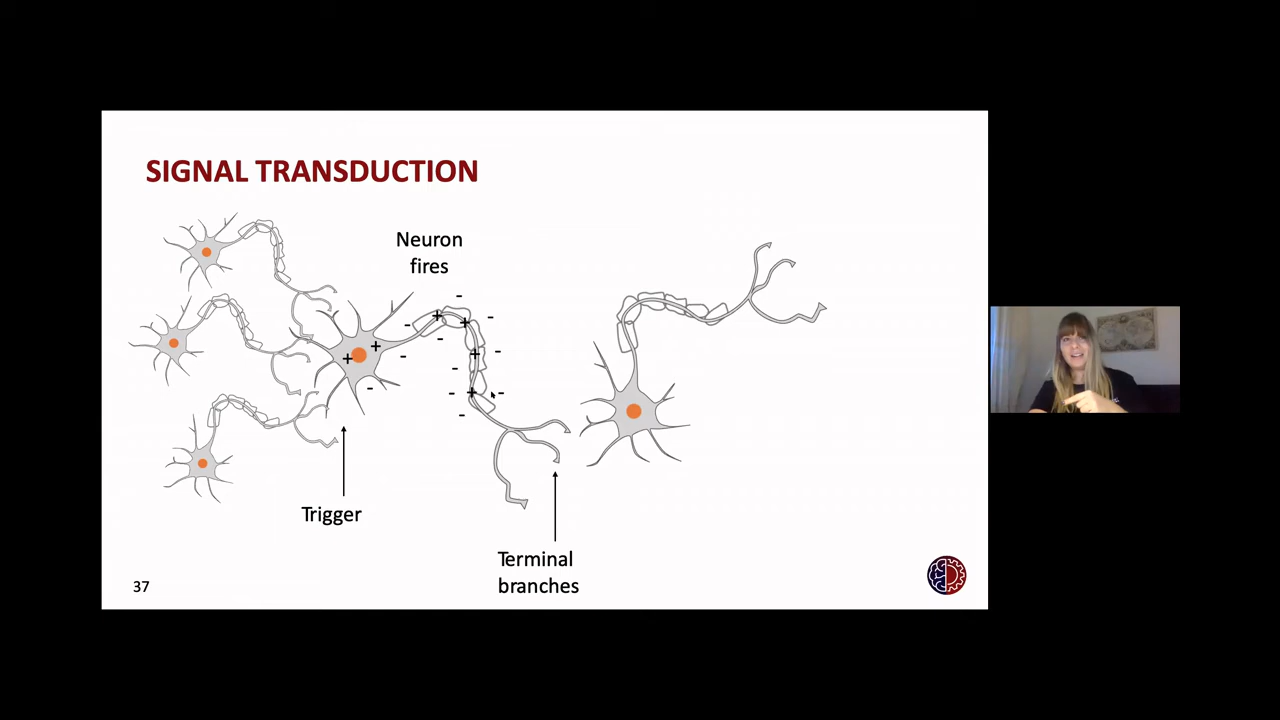 SIGNAL TRANSDUCTION
Neuron
fires
Trigger
Terminal
branches
37